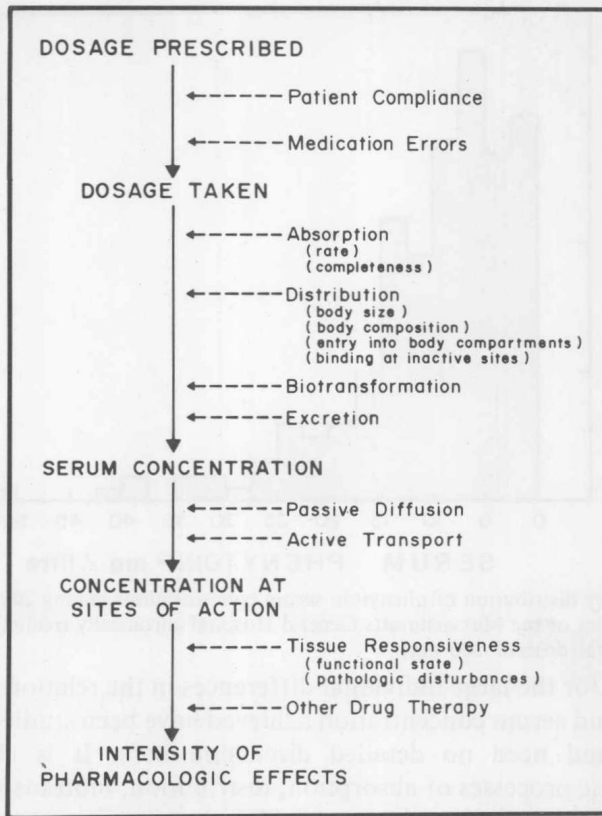 DOSAGE PRESCRIBED
Patient Compliance
Medication Errors
DOSAGE TAKEN
Absorption
(rate)
(completeness)
Distribution
(body size)
(body composition)
(entry into body compartments)
(binding at inactive sites)
Biotransformation
Excretion
SERUM CONCENTRATION
Passive Diffusion
Active Transport
CONCENTRATION AT
SITES OF ACTION
Tissue Responsiveness
(functional state)
(pathologic disturbances)
Other Drug Therapy
INTENSITY OF
PHARMACOLOGIC EFFECTS